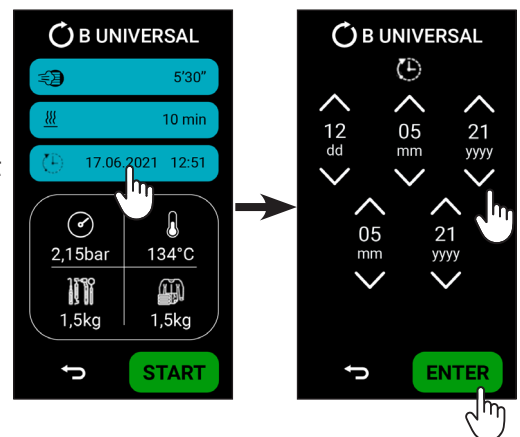 B UNIVERSAL
5'30"
10 min
17.06.2021 12:51
2,15bar 134°C
1,5kg 1,5kg
START
B UNIVERSAL
12 05 21
dd mm yyyy
05 21
mm yyyy
ENTER